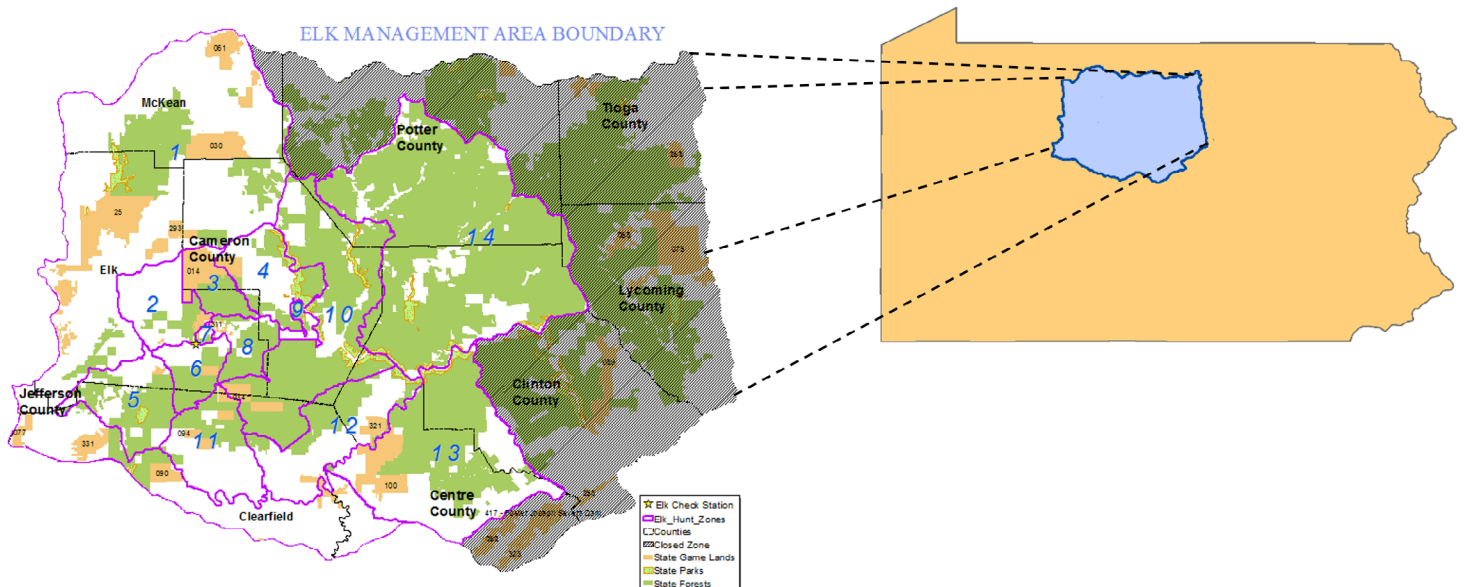 ELK MANAGEMENT AREA BOUNDARY
061
McKean
Tioga
County
Potter
County
1
030
25
293
14
Cameron
County
014
Elk
4
3
075
2
Lycoming
County
9
10
7
8
6
Clinton
County
Jefferson
County
5
077
331
094
11
12
321
13
090
100
Centre
County
Clearfield
Elk Check Station
Elk_Hunt_Zones
Counties
Closed Zone
State Game Lands
State Parks
State Forests